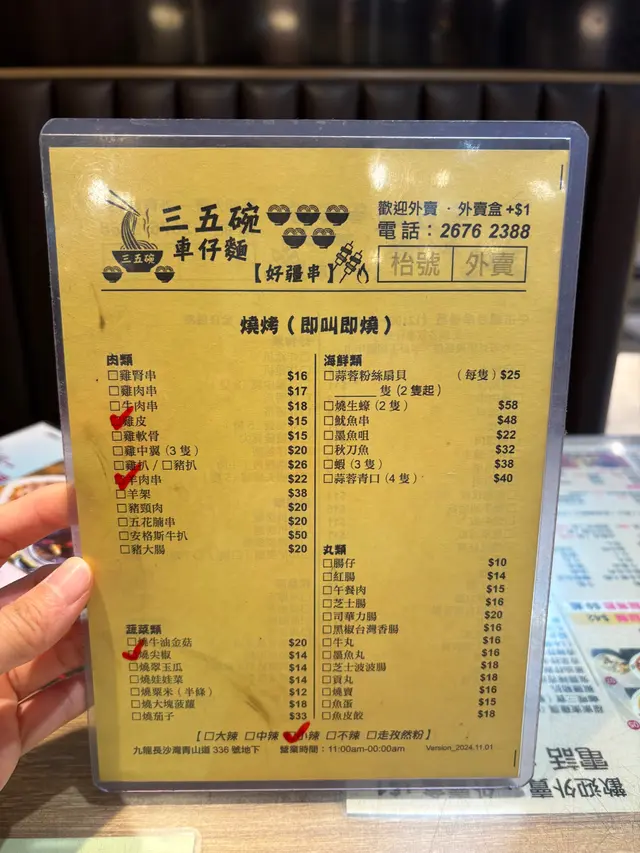 三五碗
車仔麵
三五碗
【好疆串】
歡迎外賣 · 外賣盒 +$1
電話：2676 2388
枱號 外賣
燒烤（即叫即燒）
肉類
□雞腎串 $16
□雞肉串 $17
□牛肉串 $18
雞皮 $15
□雞軟骨 $15
□雞中翼（3 隻） $20
□雞扒 / □豬扒 $26
羊肉串 $22
□羊架 $38
□豬頸肉 $20
□五花腩串 $20
□安格斯牛扒 $50
□豬大腸 $20
蔬菜類
□燒牛油金菇 $20
燒尖椒 $14
□燒翠玉瓜 $14
□燒娃娃菜 $14
□燒粟米（半條） $12
□燒大塊菠蘿 $18
□燒茄子 $33
海鮮類
□蒜蓉粉絲扇貝 （每隻）$25
隻（2 隻起）
□燒生蠔（2 隻） $58
□魷魚串 $48
□墨魚咀 $22
□秋刀魚 $32
□蝦（3 隻） $38
□蒜蓉青口（4 隻） $40
丸類
□腸仔 $10
□紅腸 $14
□午餐肉 $15
□芝士腸 $16
□司華力腸 $20
□黑椒台灣香腸 $16
□牛丸 $16
□墨魚丸 $16
□芝士波波腸 $18
□貢丸 $18
□燒賣 $16
□魚蛋 $15
□魚皮餃 $18
【□大辣 □中辣 小辣 □不辣 □走孜然粉】
九龍長沙灣青山道 336 號地下 營業時間：11:00am-00:00am Version_2024.11.01
歡迎外賣
電話